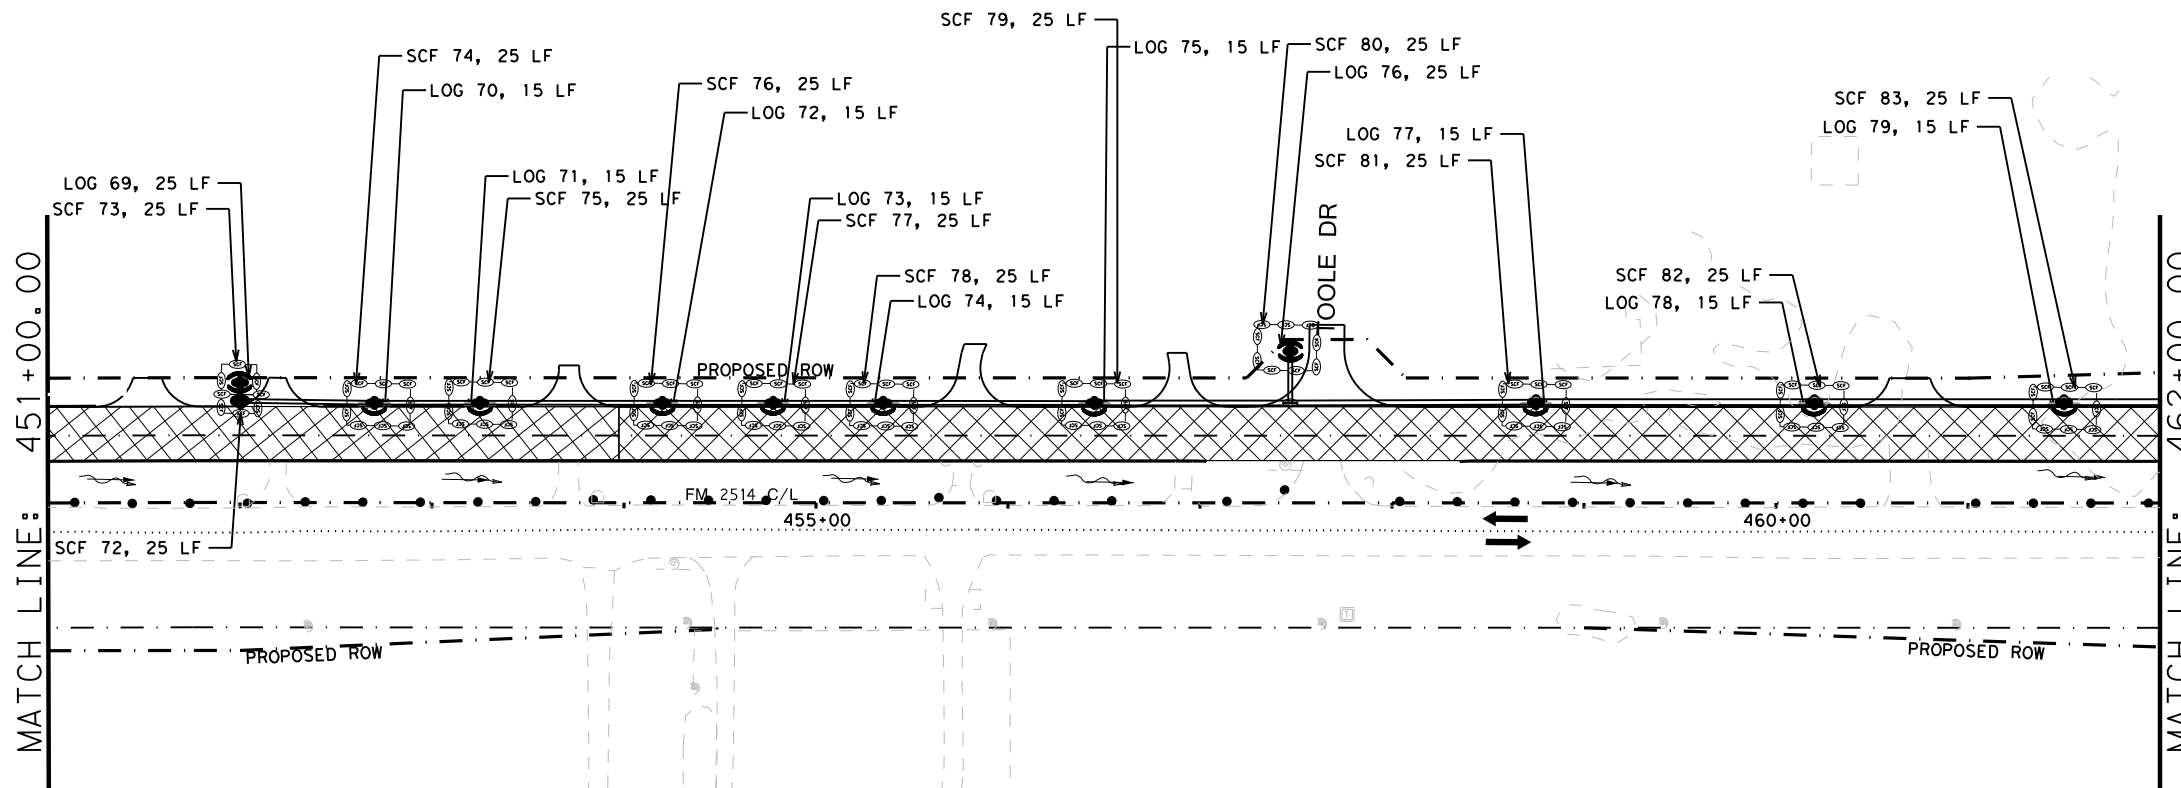 SCF 79, 25 LF
LOG 75, 15 LF
SCF 80, 25 LF
LOG 76, 25 LF
SCF 74, 25 LF
LOG 70, 15 LF
SCF 76, 25 LF
LOG 72, 15 LF
SCF 83, 25 LF
LOG 79, 15 LF
LOG 77, 15 LF
SCF 81, 25 LF
LOG 69, 25 LF
SCF 73, 25 LF
LOG 71, 15 LF
SCF 75, 25 LF
LOG 73, 15 LF
SCF 77, 25 LF
SCF 78, 25 LF
LOG 74, 15 LF
OOLE DR
SCF 82, 25 LF
LOG 78, 15 LF
PROPOSED ROW
FM 2514 C/L
455+00
460+00
SCF 72, 25 LF
PROPOSED ROW
PROPOSED ROW
MATCH LINE: 451+00.00
MATCH LINE: 462+00.00